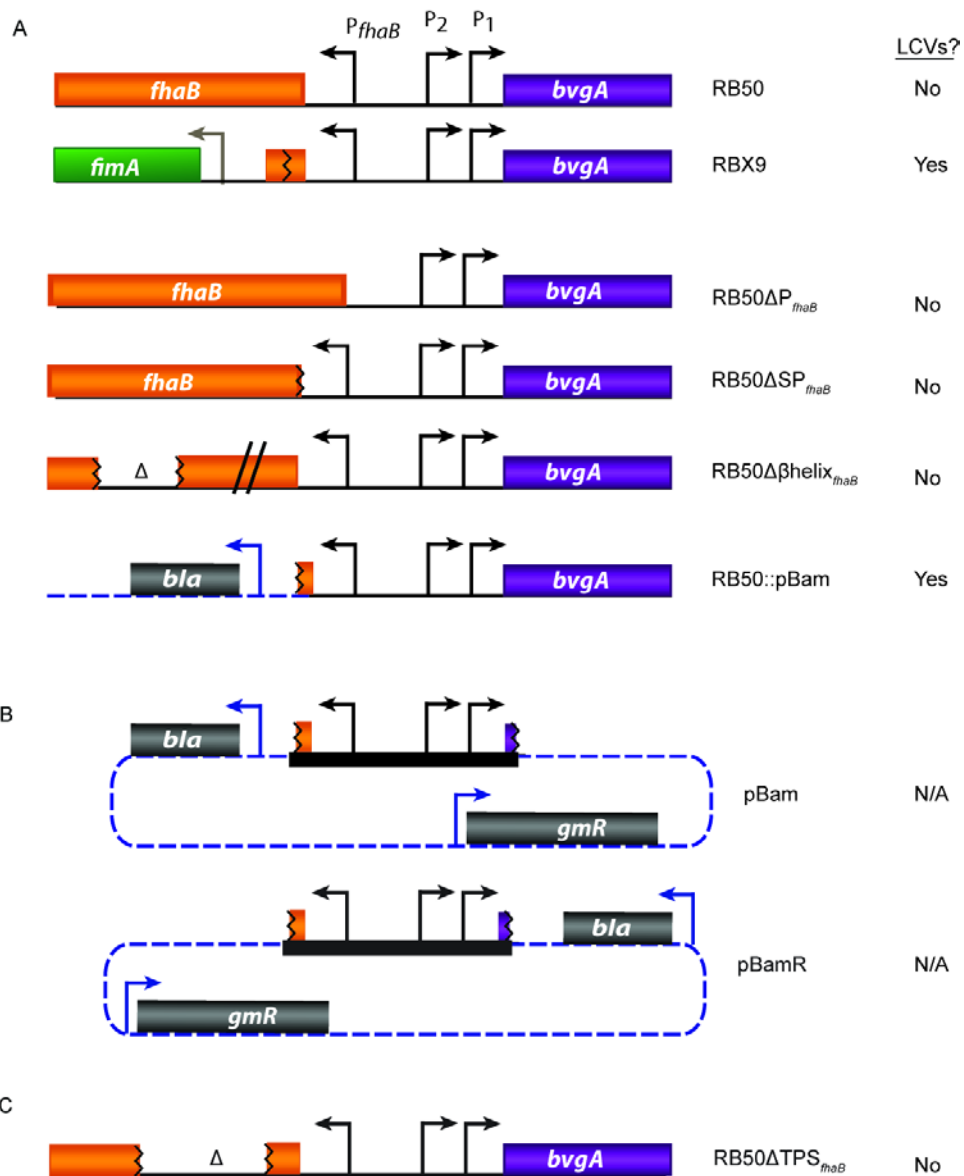 A
PfhaB P2 P1
LCVs?
fhaB bvgA RB50 No
fimA bvgA RBX9 Yes
fhaB bvgA RB50ΔPfhaB No
fhaB bvgA RB50ΔSPfhaB No
Δ bvgA RB50ΔβhelixfhaB No
bla bvgA RB50::pBam Yes
B
bla
gmR
pBam N/A
bla
gmR
pBamR N/A
C
Δ bvgA RB50ΔTPSfhaB No